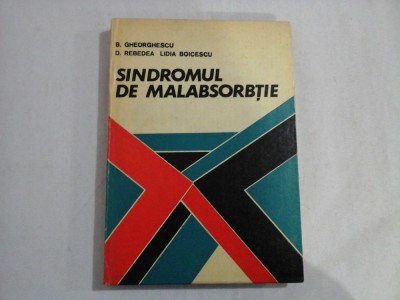 B. GHEORGHESCU
D. REBEDEA LIDIA BOICESCU
SINDROMUL
DE MALABSORBȚIE